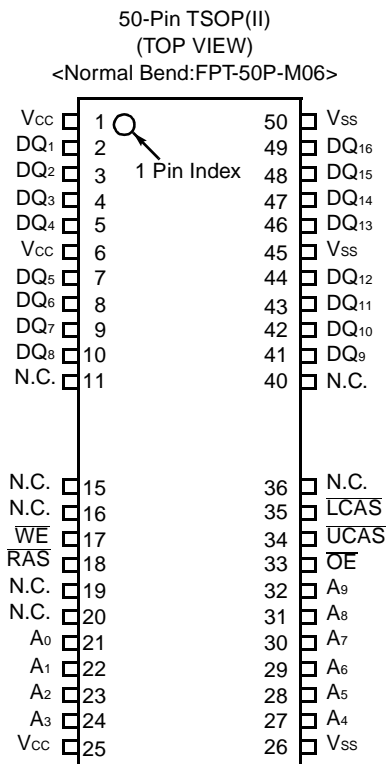 50-Pin TSOP(II)
(TOP VIEW)
<Normal Bend:FPT-50P-M06>
VCC 1 50 VSS
DQ1 2 49 DQ16
1 Pin Index
DQ2 3 48 DQ15
DQ3 4 47 DQ14
DQ4 5 46 DQ13
VCC 6 45 VSS
DQ5 7 44 DQ12
DQ6 8 43 DQ11
DQ7 9 42 DQ10
DQ8 10 41 DQ9
N.C. 11 40 N.C.
N.C. 15 36 N.C.
N.C. 16 35 LCAS
WE 17 34 UCAS
RAS 18 33 OE
N.C. 19 32 A9
N.C. 20 31 A8
A0 21 30 A7
A1 22 29 A6
A2 23 28 A5
A3 24 27 A4
VCC 25 26 VSS